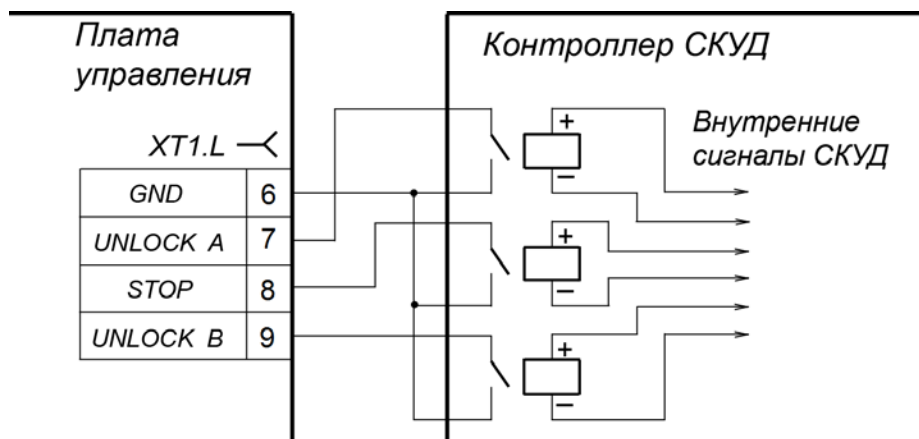 Плата
управления
Контроллер СКУД
XT1.L
Внутренние
сигналы СКУД
GND 6
UNLOCK A 7
STOP 8
UNLOCK B 9
+
−
+
−
+
−